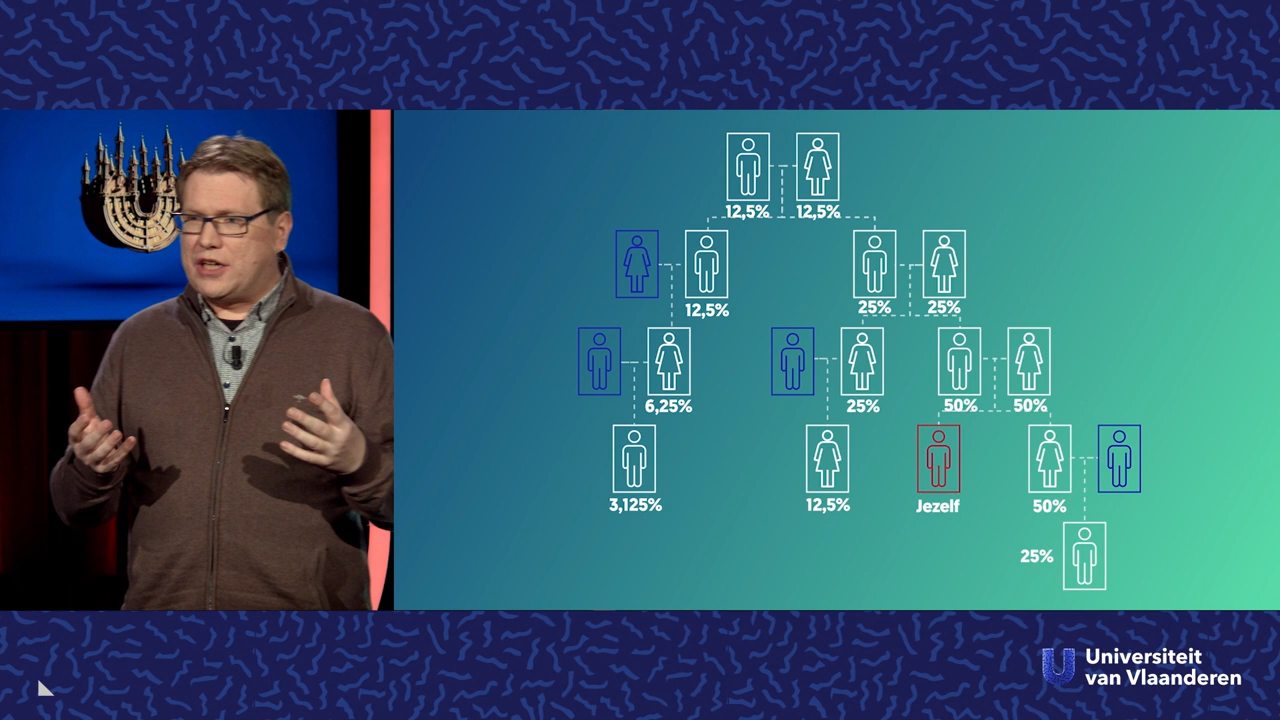 12,5% 12,5%
12,5% 25% 25%
6,25% 25% 50% 50%
3,125% 12,5% Jezelf 50%
25%
Universiteit
van Vlaanderen